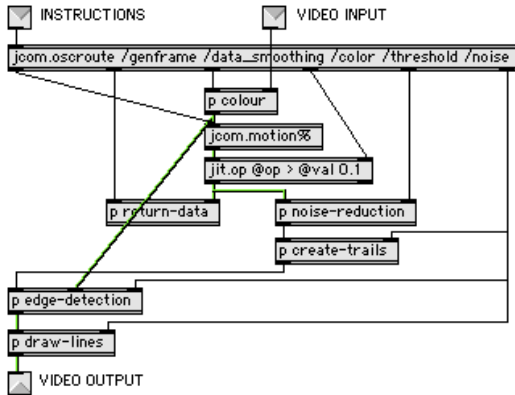 INSTRUCTIONS
VIDEO INPUT
jcom.oscroute /genframe /data_smoothing /color /threshold /noise
p colour
jcom.motion%
jit.op @op > @val 0.1
p return-data
p noise-reduction
p create-trails
p edge-detection
p draw-lines
VIDEO OUTPUT